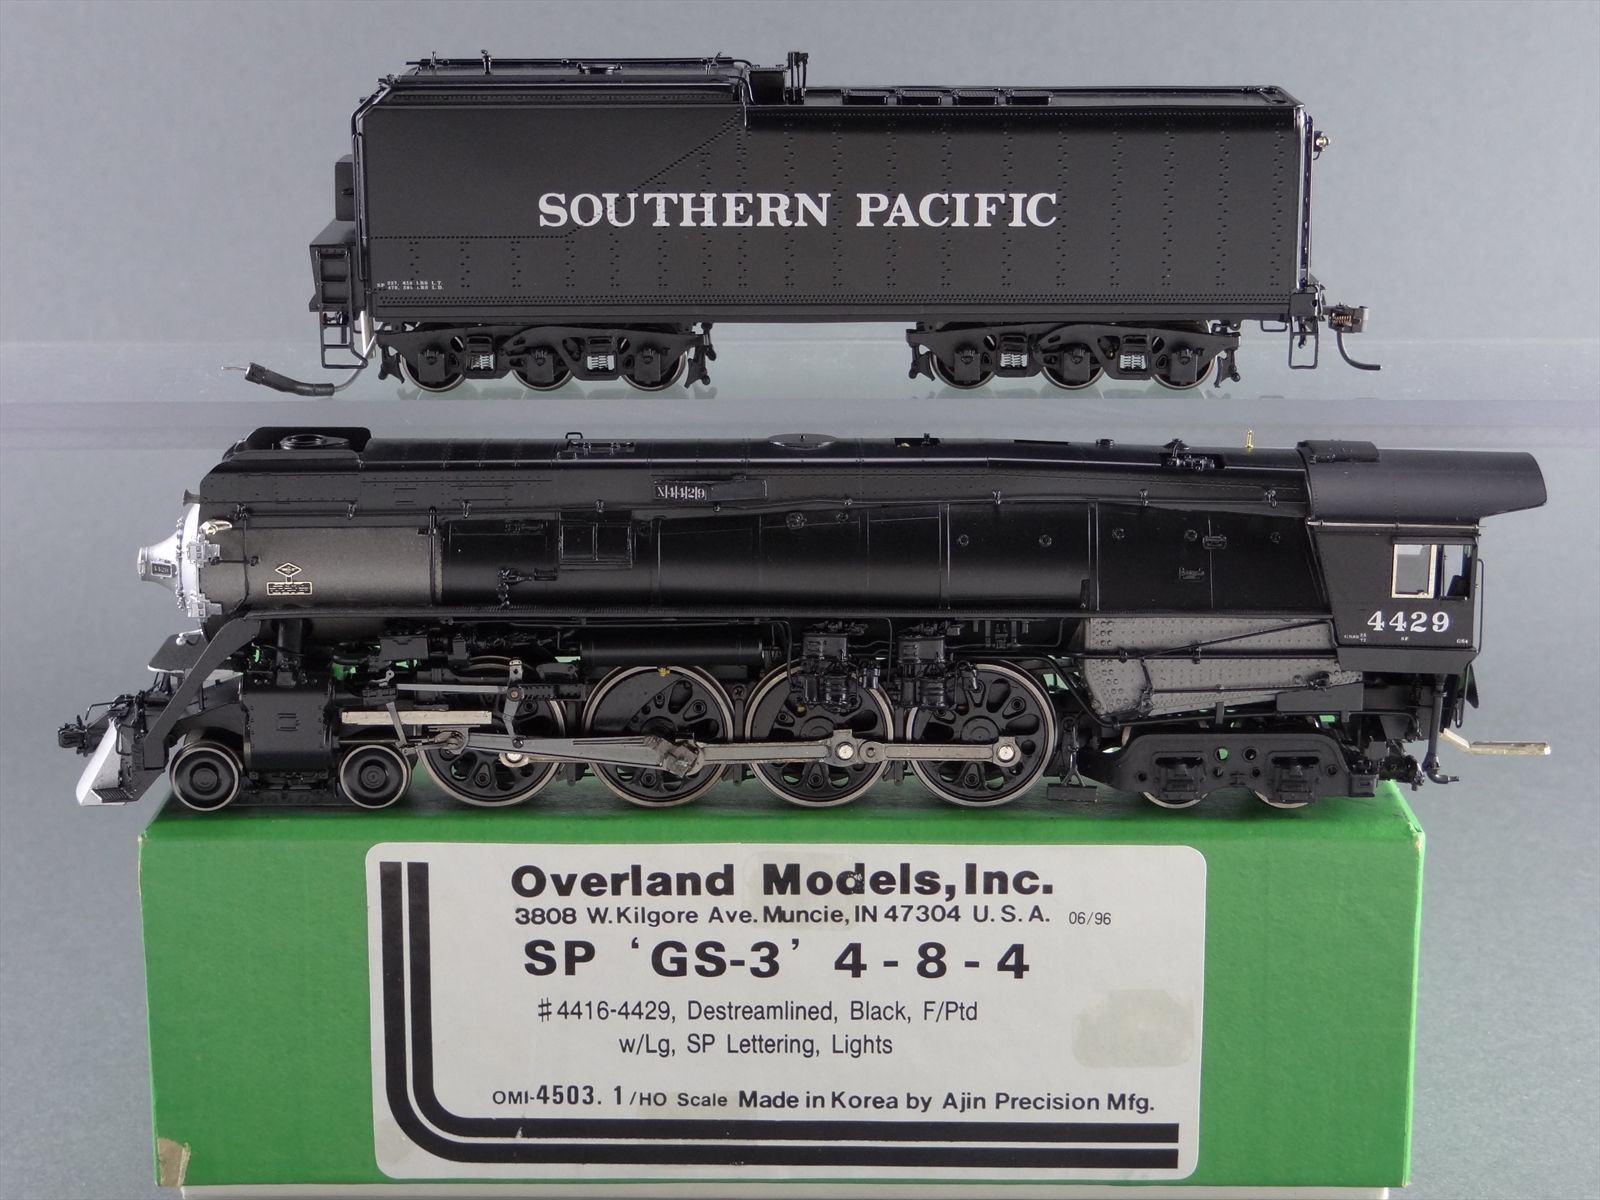 SOUTHERN PACIFIC
X4429
4429
4429
Overland Models, Inc.
3808 W. Kilgore Ave. Muncie, IN 47304 U.S.A. 06/96
SP 'GS-3' 4-8-4
#4416-4429, Destreamlined, Black, F/Ptd
w/Lg, SP Lettering, Lights
OMI-4503.1/HO Scale Made in Korea by Ajin Precision Mfg.